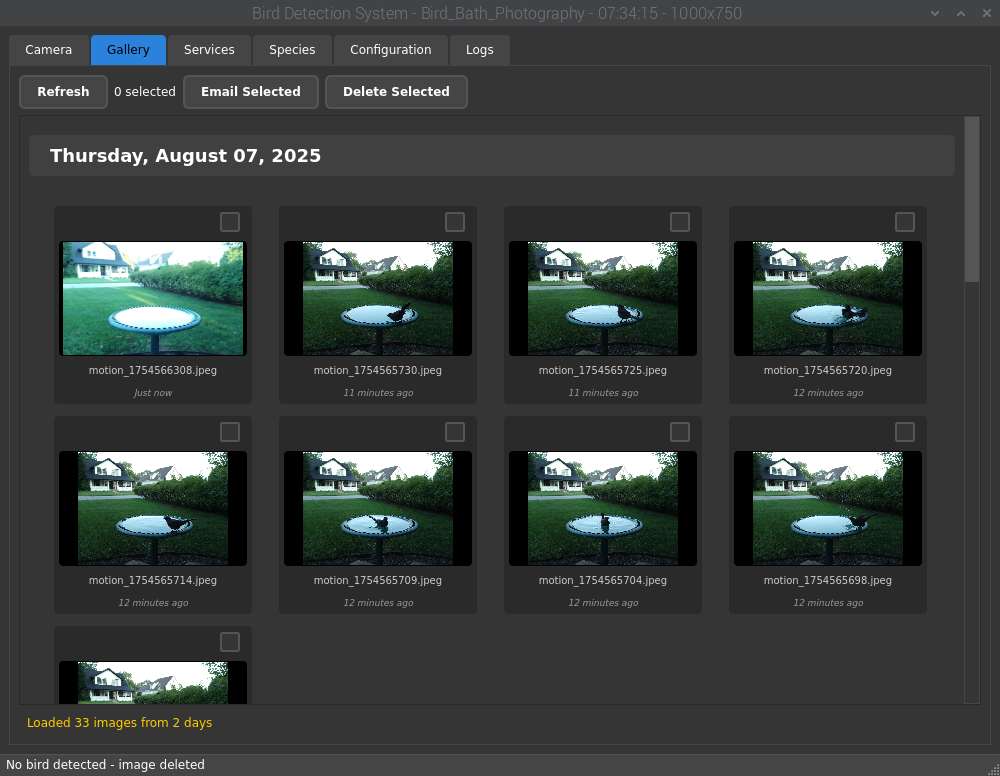 Bird Detection System - Bird_Bath_Photography - 07:34:15 - 1000x750
Camera Gallery Services Species Configuration Logs
Refresh 0 selected Email Selected Delete Selected
Thursday, August 07, 2025
motion_1754566308.jpeg motion_1754565730.jpeg motion_1754565725.jpeg motion_1754565720.jpeg
Just now 11 minutes ago 11 minutes ago 12 minutes ago
motion_1754565714.jpeg motion_1754565709.jpeg motion_1754565704.jpeg motion_1754565698.jpeg
12 minutes ago 12 minutes ago 12 minutes ago 12 minutes ago
Loaded 33 images from 2 days
No bird detected - image deleted